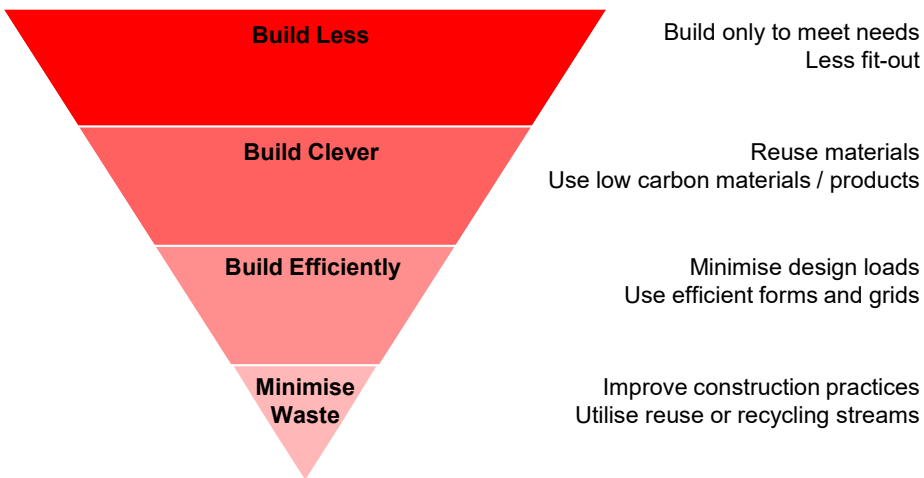 Build Less
Build only to meet needs
Less fit-out
Build Clever
Reuse materials
Use low carbon materials / products
Build Efficiently
Minimise design loads
Use efficient forms and grids
Minimise
Waste
Improve construction practices
Utilise reuse or recycling streams